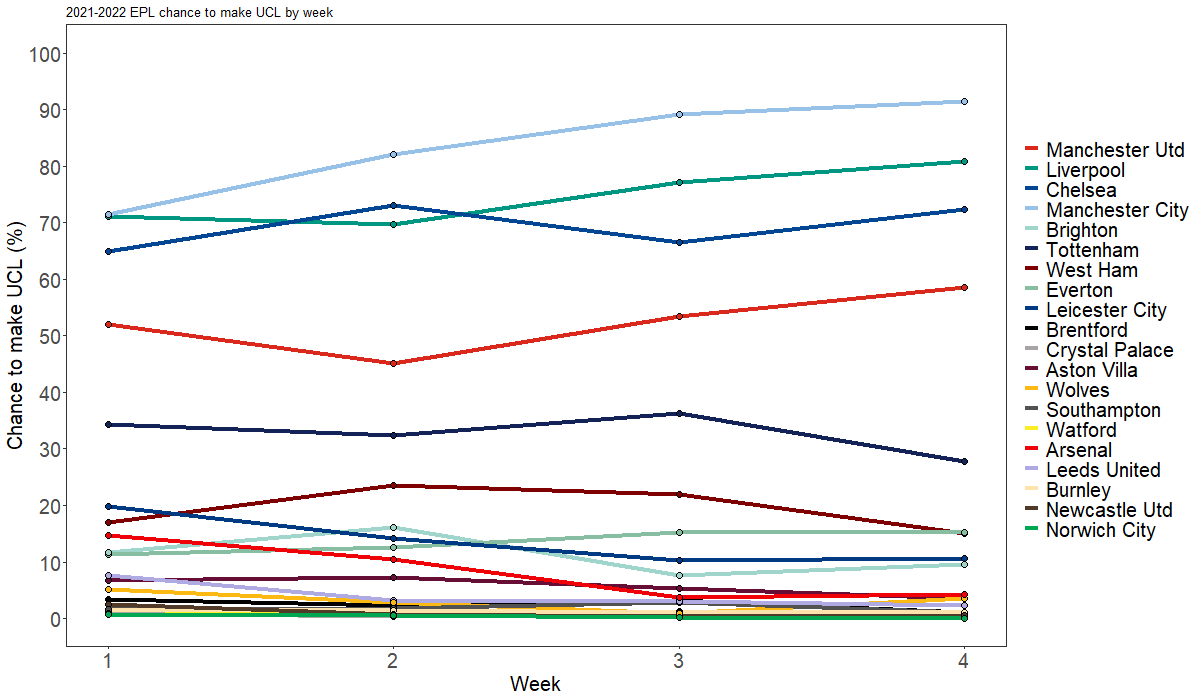 2021-2022 EPL chance to make UCL by week
Chance to make UCL (%)
100
90
80
70
60
50
40
30
20
10
0
1 2 3 4
Week
Manchester Utd
Liverpool
Chelsea
Manchester City
Brighton
Tottenham
West Ham
Everton
Leicester City
Brentford
Crystal Palace
Aston Villa
Wolves
Southampton
Watford
Arsenal
Leeds United
Burnley
Newcastle Utd
Norwich City